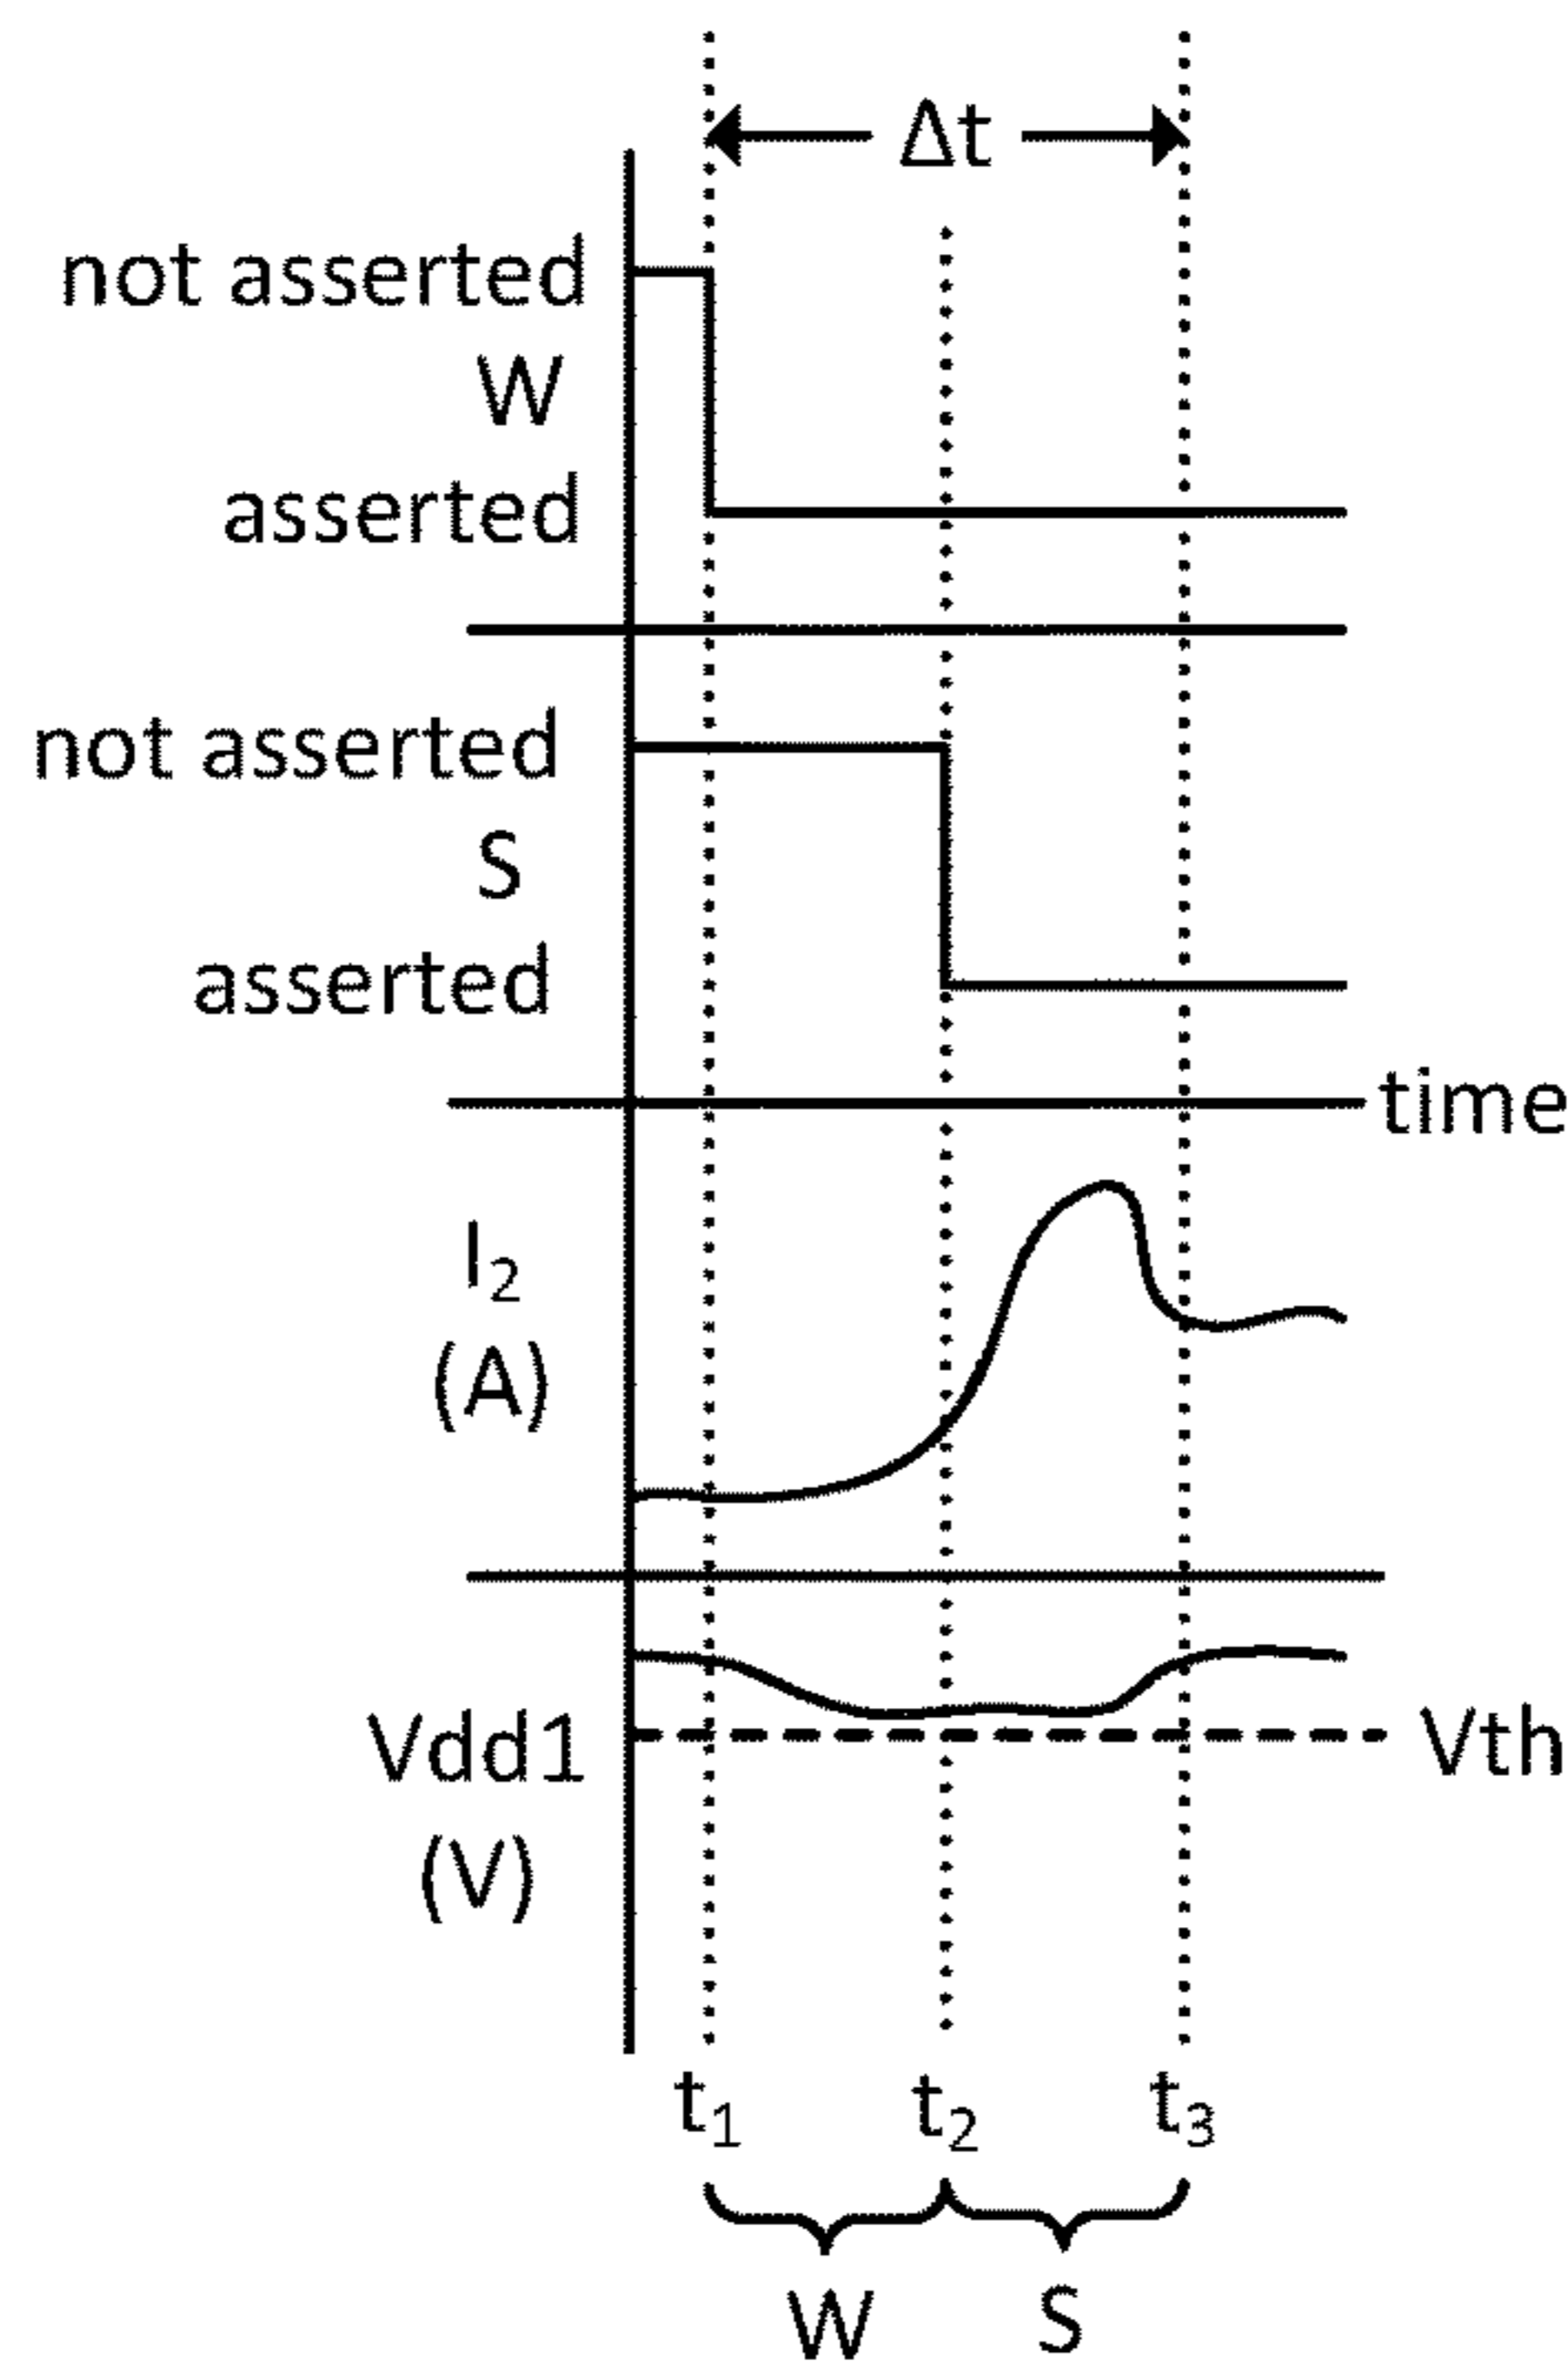 Δt
not asserted
W
asserted
not asserted
S
asserted
time
I₂
(A)
Vdd1
Vth
(V)
t₁ t₂ t₃
W S